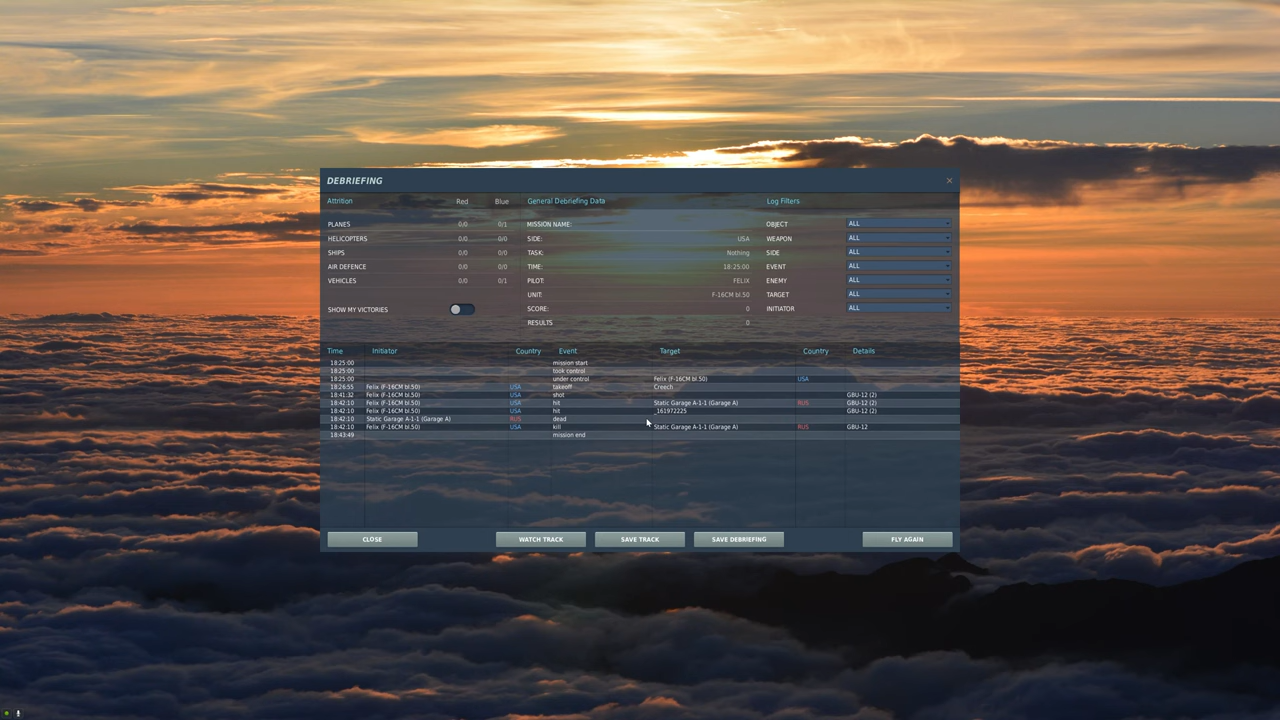 DEBRIEFING
Attrition Red Blue General Debriefing Data Log Filters
PLANES 0/0 0/1 MISSION NAME: OBJECT ALL
HELICOPTERS 0/0 0/0 SIDE: USA WEAPON ALL
SHIPS 0/0 0/0 TASK: Nothing SIDE ALL
AIR DEFENCE 0/0 0/0 TIME: 18:25:00 EVENT ALL
VEHICLES 0/0 0/1 PILOT: FELIX ENEMY ALL
UNIT: F-16CM bl.50 TARGET ALL
SHOW MY VICTORIES SCORE: 0 INITIATOR ALL
RESULTS 0
Time Initiator Country Event Target Country Details
18:25:00 mission start
18:25:00 took control
18:25:00 under control Felix (F-16CM bl.50) USA
18:26:55 Felix (F-16CM bl.50) USA takeoff Creech
18:41:32 Felix (F-16CM bl.50) USA shot GBU-12 (2)
18:42:10 Felix (F-16CM bl.50) USA hit Static Garage A-1-1 (Garage A) RUS GBU-12 (2)
18:42:10 Felix (F-16CM bl.50) USA hit _161972225 GBU-12 (2)
18:42:10 Static Garage A-1-1 (Garage A) RUS dead
18:42:10 Felix (F-16CM bl.50) USA kill Static Garage A-1-1 (Garage A) RUS GBU-12
18:43:49 mission end
CLOSE WATCH TRACK SAVE TRACK SAVE DEBRIEFING FLY AGAIN